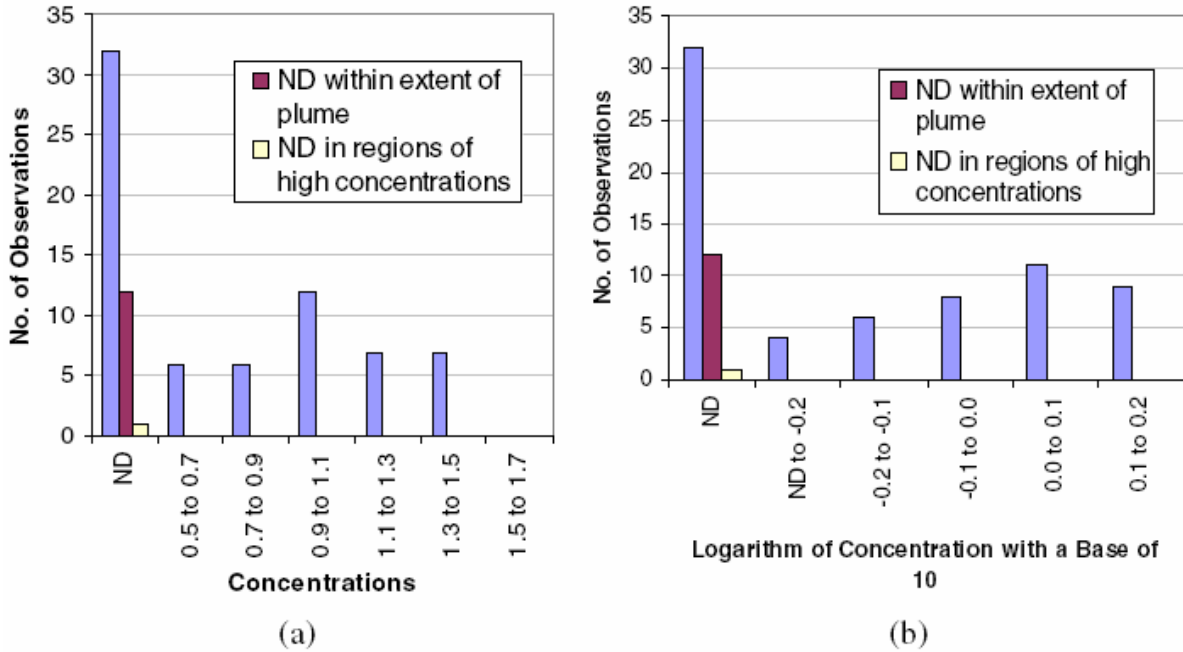 35
30
25
20
15
10
5
0
No. of Observations
ND within extent of
plume
ND in regions of
high concentrations
ND
0.5 to 0.7
0.7 to 0.9
0.9 to 1.1
1.1 to 1.3
1.3 to 1.5
1.5 to 1.7
Concentrations
(a)
35
30
25
20
15
10
5
0
No. of Observations
ND within extent of
plume
ND in regions of high
concentrations
ND
ND to -0.2
-0.2 to -0.1
-0.1 to 0.0
0.0 to 0.1
0.1 to 0.2
Logarithm of Concentration with a Base of
10
(b)